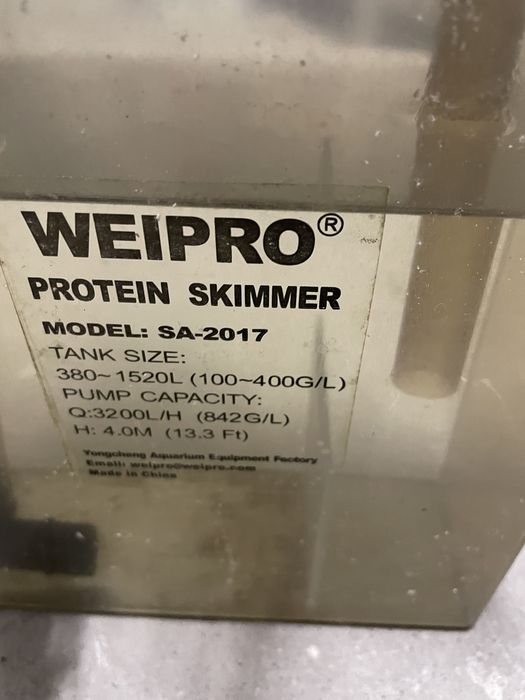 WEIPRO®
PROTEIN SKIMMER
MODEL: SA-2017
TANK SIZE:
380~1520L (100~400G/L)
PUMP CAPACITY:
Q:3200L/H (842G/L)
H: 4.0M (13.3 Ft)
Yongcheng Aquarium Equipment Factory
Email: weipro@weipro.com
Made in China